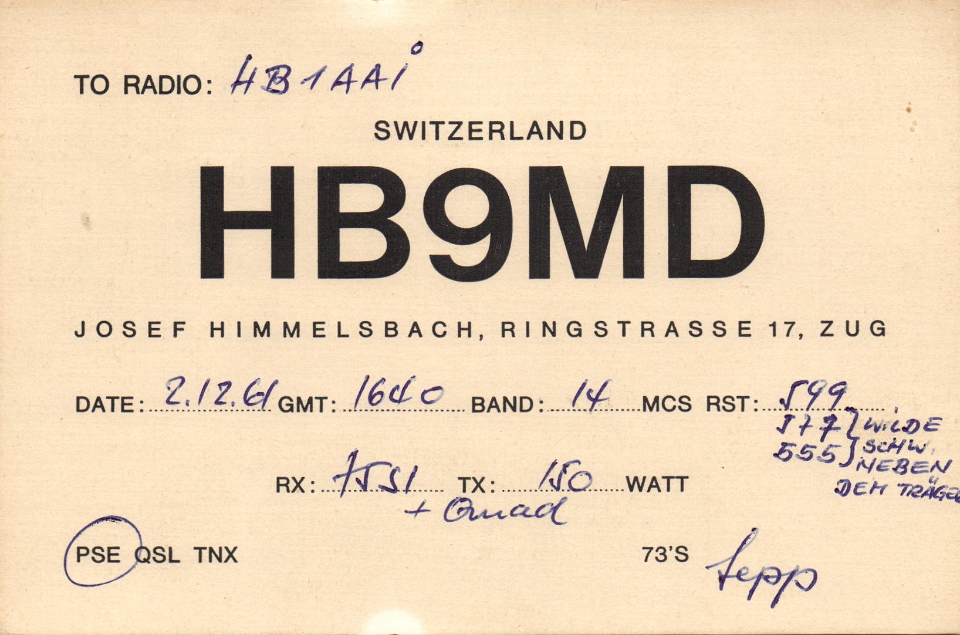 TO RADIO: HB1AAI
SWITZERLAND
HB9MD
JOSEF HIMMELSBACH, RINGSTRASSE 17, ZUG
DATE: 2.12.61 GMT: 1640 BAND: 14 MCS RST: 599
577 } WILDE
555 } SCHW.
NEBEN
DEM TRÄGER
RX: 75S1 TX: 150 WATT
+ Quad
PSE QSL TNX 73'S Sepp